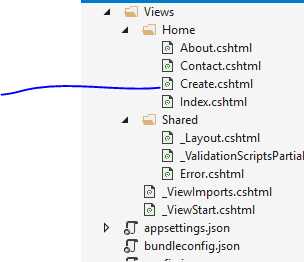 Views
Home
About.cshtml
Contact.cshtml
Create.cshtml
Index.cshtml
Shared
_Layout.cshtml
_ValidationScriptsPartial
Error.cshtml
_ViewImports.cshtml
_ViewStart.cshtml
appsettings.json
bundleconfig.json